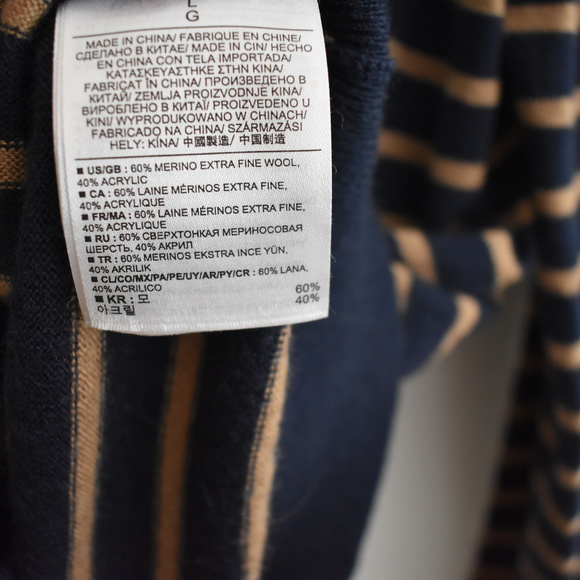 L
G
MADE IN CHINA/ FABRIQUE EN CHINE/
СДЕЛАНО В КИТАЕ/ MADE IN CIN/ HECHO
EN CHINA CON TELA IMPORTADA/
ΚΑΤΑΣΚΕΥΑΣΤΗΚΕ ΣΤΗΝ ΚΙΝΑ/
FABRICAT ÎN CHINA/ ПРОИЗВЕДЕНО В
КИТАЙ/ ZEMLJA PROIZVODNJE CHINA/
ВИРОБЛЕНО В КИТАЇ/ PROIZVEDENO U
KINI/ WYPRODUKOWANO W CHINACH/
FABRICADO NA CHINA/ SZÁRMAZÁSI
HELY: KÍNA/ 中國製造/ 中国制造
■ US/GB : 60% MERINO EXTRA FINE WOOL,
40% ACRYLIC
■ CA : 60% LAINE MÉRINOS EXTRA FINE,
40% ACRYLIQUE
■ FR/MA : 60% LAINE MÉRINOS EXTRA FINE,
40% ACRYLIQUE
■ RU : 60% СВЕРХТОНКАЯ МЕРИНОСОВАЯ
ШЕРСТЬ, 40% АКРИЛ
■ TR : 60% MERINOS EKSTRA INCE YÜN,
40% AKRILIK
■ CL/CO/MX/PA/PE/UY/AR/PY/CR : 60% LANA,
40% ACRILICO
■ KR : 모 60%
아크릴 40%